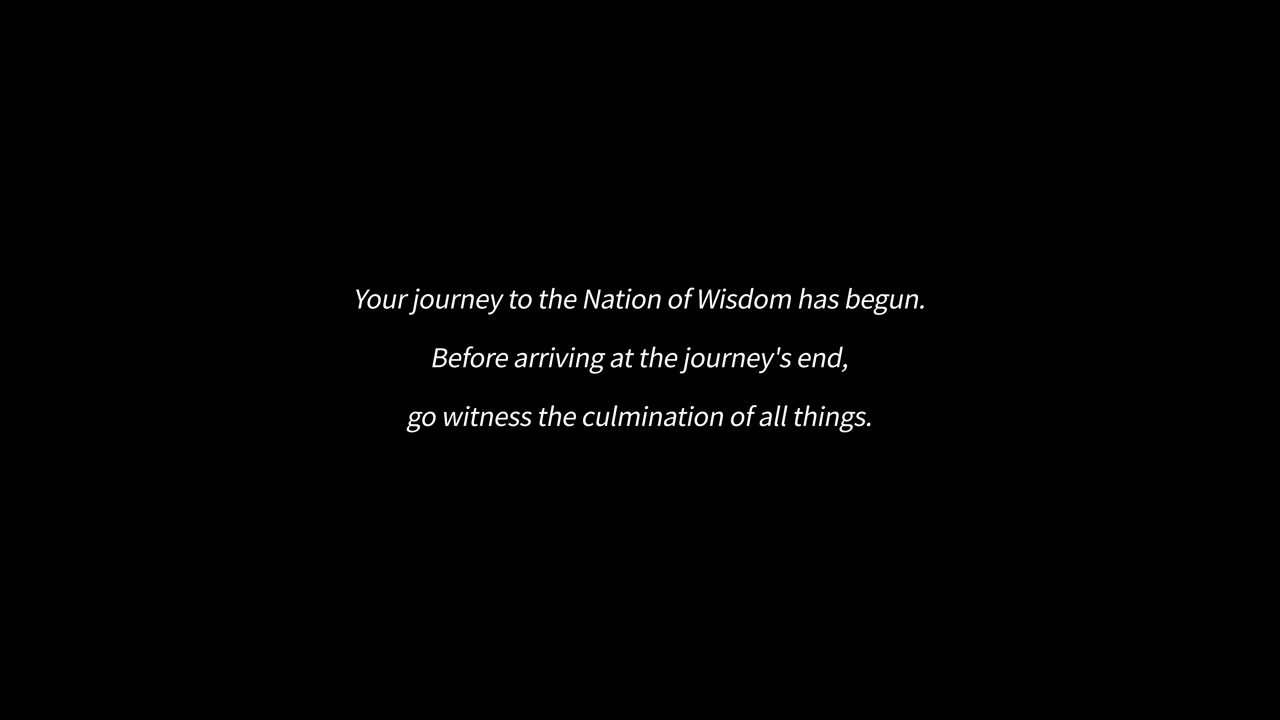 Your journey to the Nation of Wisdom has begun.
Before arriving at the journey's end,
go witness the culmination of all things.